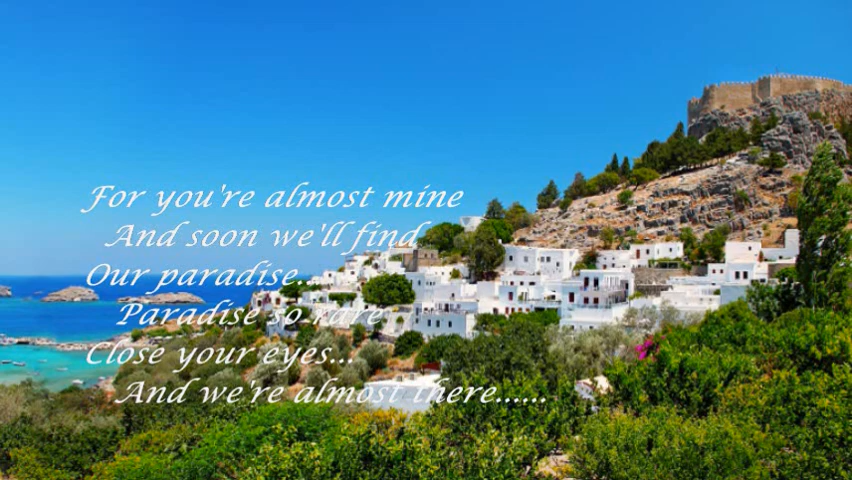 For you're almost mine
And soon we'll find
Our paradise...
Paradise so rare
Close your eyes...
And we're almost there......